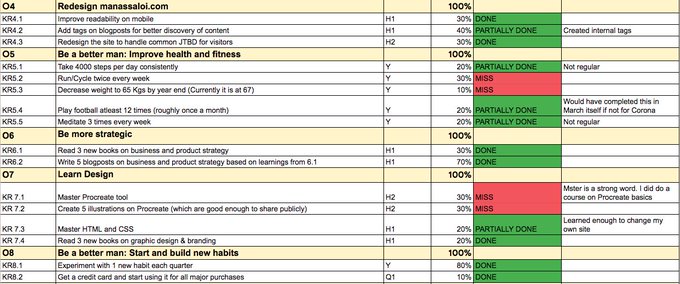 O4 Redesign manassaloi.com 100%
KR4.1 Improve readability on mobile H1 30% DONE
KR4.2 Add tags on blogposts for better discovery of content H1 40% PARTIALLY DONE Created internal tags
KR4.3 Redesign the site to handle common JTBD for visitors H2 30% DONE
O5 Be a better man: Improve health and fitness 100%
KR5.1 Take 4000 steps per day consistently Y 20% PARTIALLY DONE Not regular
KR5.2 Run/Cycle twice every week Y 30% MISS
KR5.3 Decrease weight to 65 Kgs by year end (Currently it is at 67) Y 10% MISS
Would have completed this in
KR5.4 Play football atleast 12 times (roughly once a month) Y 20% PARTIALLY DONE March itself if not for Corona
KR5.5 Meditate 3 times every week Y 20% PARTIALLY DONE Not regular
O6 Be more strategic 100%
KR6.1 Read 3 new books on business and product strategy H1 30% DONE
KR6.2 Write 5 blogposts on business and product strategy based on learnings from 6.1 H1 70% DONE
O7 Learn Design 100%
Mster is a strong word. I did do
KR 7.1 Master Procreate tool H2 30% MISS a course on Procreate basics
KR 7.2 Create 5 illustrations on Procreate (which are good enough to share publicly) H2 30% MISS
Learned enough to change my
KR 7.3 Master HTML and CSS H1 20% PARTIALLY DONE own site
KR 7.4 Read 3 new books on graphic design & branding H1 20% DONE
O8 Be a better man: Start and build new habits 100%
KR8.1 Experiment with 1 new habit each quarter Y 80% DONE
KR8.2 Get a credit card and start using it for all major purchases Q1 10% DONE